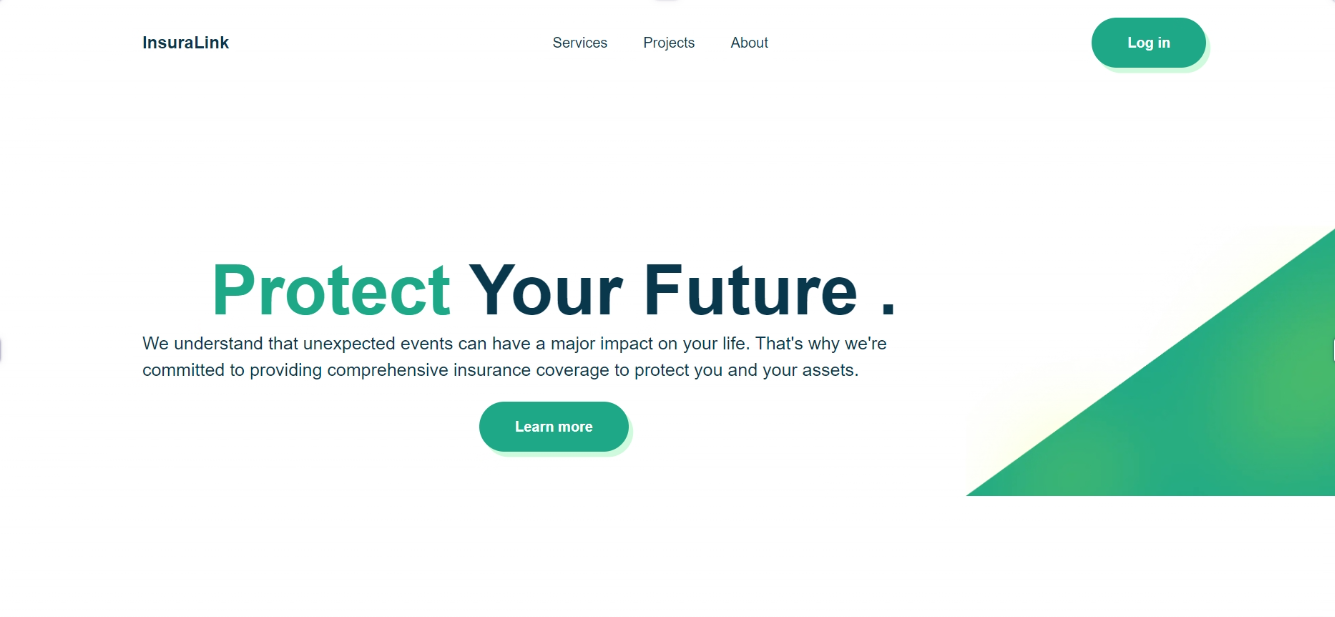 InsuraLink
Services Projects About
Log in
Protect Your Future .
We understand that unexpected events can have a major impact on your life. That's why we're
committed to providing comprehensive insurance coverage to protect you and your assets.
Learn more